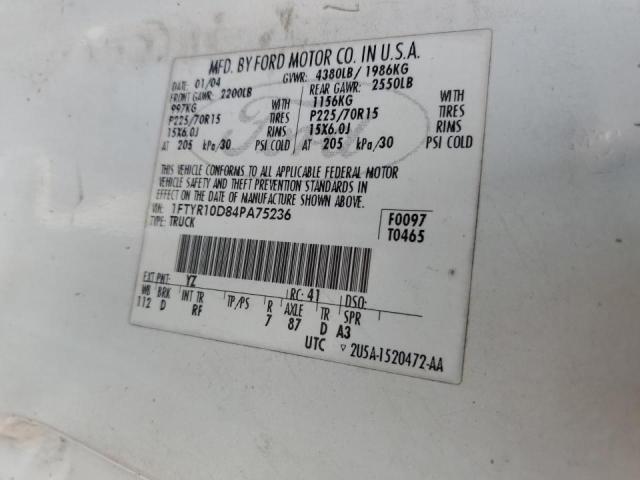 MFD. BY FORD MOTOR CO. IN U.S.A.
DATE: 01/04 GVWR: 4380LB/ 1986KG
FRONT GAWR: 2200LB REAR GAWR: 2550LB
997KG WITH 1156KG WITH
P225/70R15 TIRES P225/70R15 TIRES
15X6.0J RIMS 15X6.0J RIMS
AT 205 kPa/30 PSI COLD AT 205 kPa/30 PSI COLD
Ford
THIS VEHICLE CONFORMS TO ALL APPLICABLE FEDERAL MOTOR
VEHICLE SAFETY AND THEFT PREVENTION STANDARDS IN
EFFECT ON THE DATE OF MANUFACTURE SHOWN ABOVE.
VIN: 1FTYR10D84PA75236 F0097
TYPE: TRUCK T0465
EXT PNT: YZ RC: 41 DSO:
WB BRK INT TR TP/PS R AXLE TR SPR
112 D RF 7 87 D A3
UTC 2U5A-1520472-AA